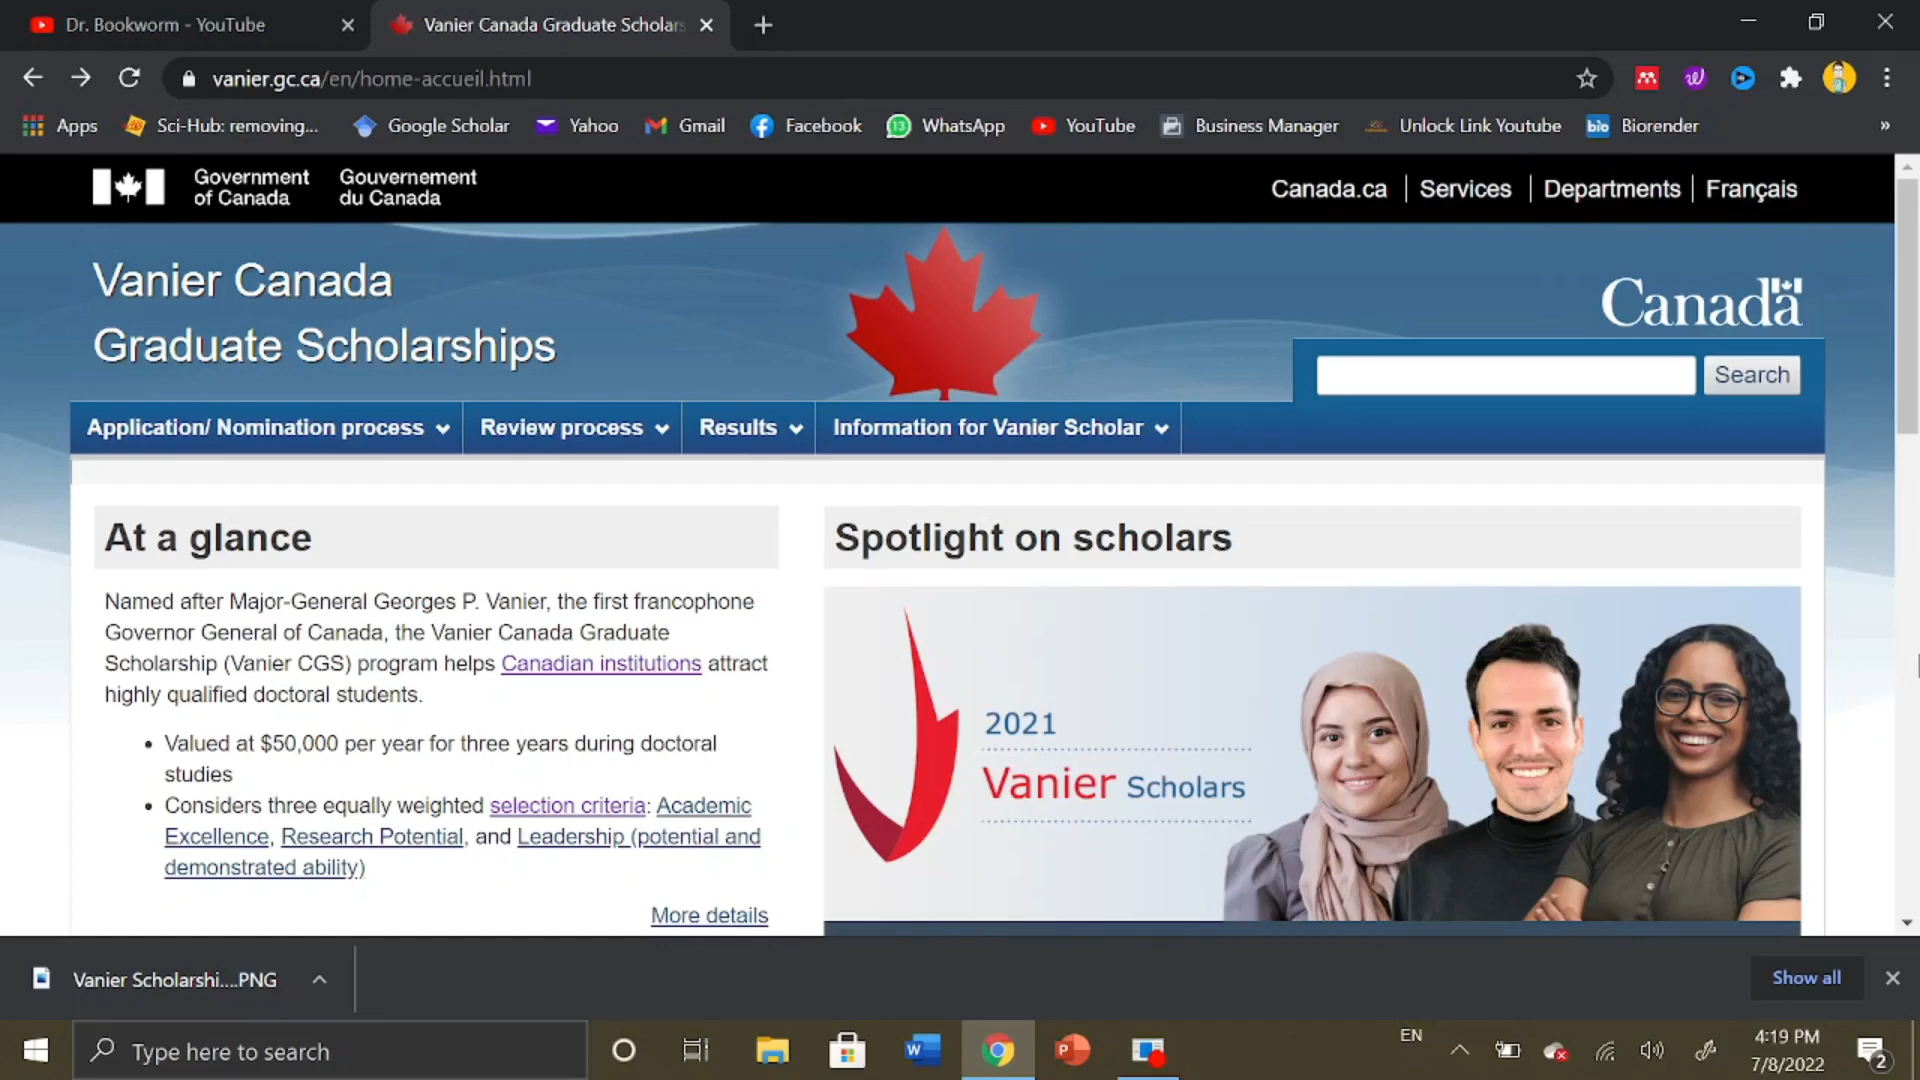 Dr. Bookworm - YouTube
Vanier Canada Graduate Scholars
vanier.gc.ca/en/home-accueil.html
Apps
Sci-Hub: removing...
Google Scholar
Yahoo
Gmail
13
Facebook
WhatsApp
YouTube
Business Manager
Unlock Link Youtube
bio
Biorender
»
Government
of Canada
Gouvernement
du Canada
Canada.ca
Services
Departments
Français
Vanier Canada
Graduate Scholarships
Canada
Search
Application/ Nomination process
Review process
Results
Information for Vanier Scholar
At a glance
Named after Major-General Georges P. Vanier, the first francophone
Governor General of Canada, the Vanier Canada Graduate
Scholarship (Vanier CGS) program helps Canadian institutions attract
highly qualified doctoral students.
• Valued at $50,000 per year for three years during doctoral
studies
• Considers three equally weighted selection criteria: Academic
Excellence, Research Potential, and Leadership (potential and
demonstrated ability)
More details
Spotlight on scholars
2021
Vanier Scholars
Vanier Scholarshi....PNG
Show all
Type here to search
W
P
EN
4:19 PM
7/8/2022
2